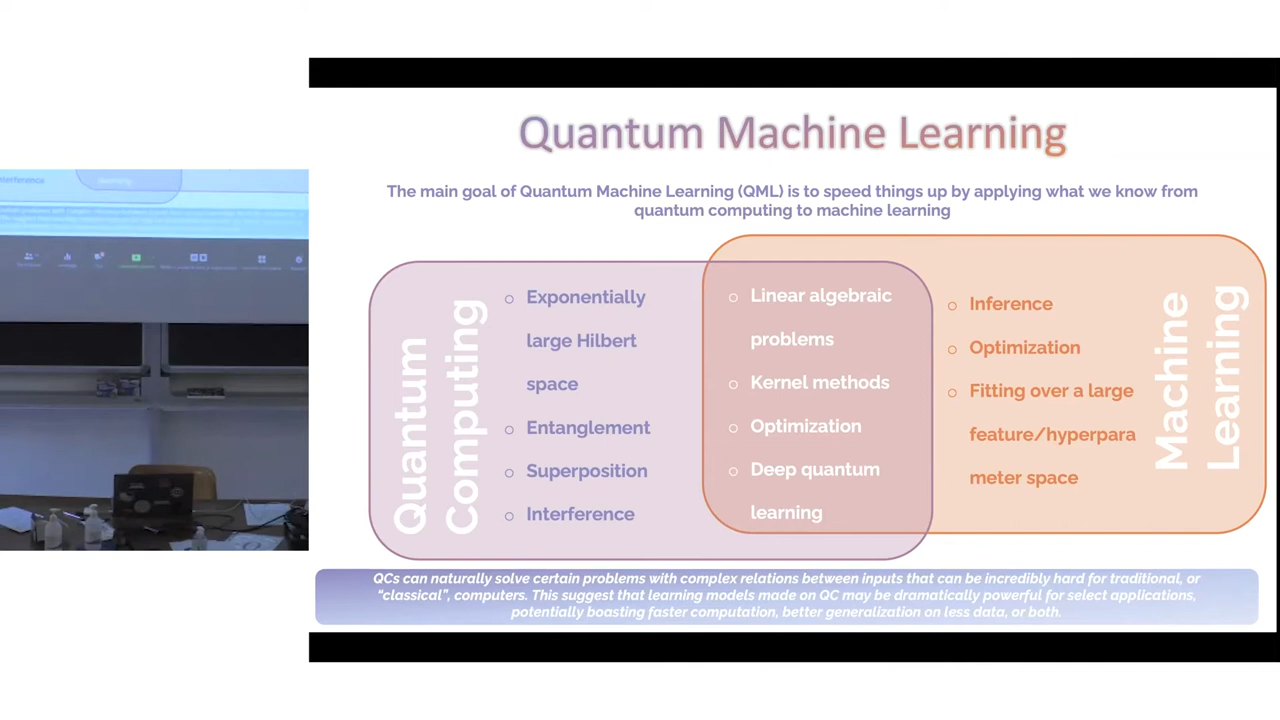 Quantum Machine Learning
The main goal of Quantum Machine Learning (QML) is to speed things up by applying what we know from
quantum computing to machine learning
Quantum
Computing
Exponentially
large Hilbert
space
Entanglement
Superposition
Interference
Linear algebraic
problems
Kernel methods
Optimization
Deep quantum
learning
Inference
Optimization
Fitting over a large
feature/hyperpara
meter space
Machine
Learning
QCs can naturally solve certain problems with complex relations between inputs that can be incredibly hard for traditional, or
“classical”, computers. This suggest that learning models made on QC may be dramatically powerful for select applications,
potentially boasting faster computation, better generalization on less data, or both.